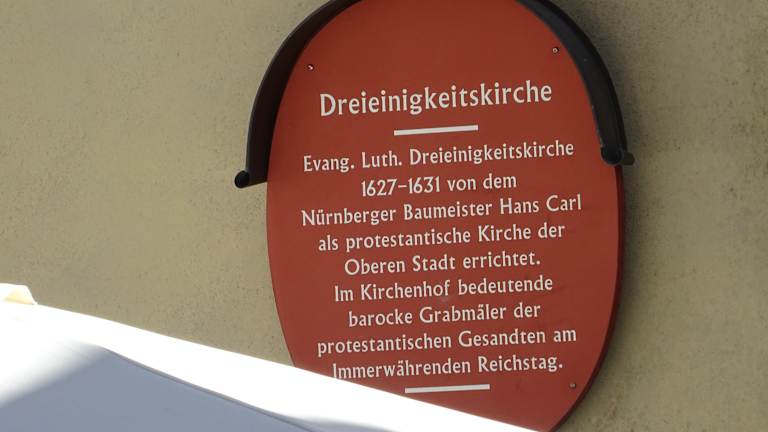 Dreieinigkeitskirche
Evang. Luth. Dreieinigkeitskirche
1627–1631 von dem
Nürnberger Baumeister Hans Carl
als protestantische Kirche der
Oberen Stadt errichtet.
Im Kirchenhof bedeutende
barocke Grabmäler der
protestantischen Gesandten am
Immerwährenden Reichstag.